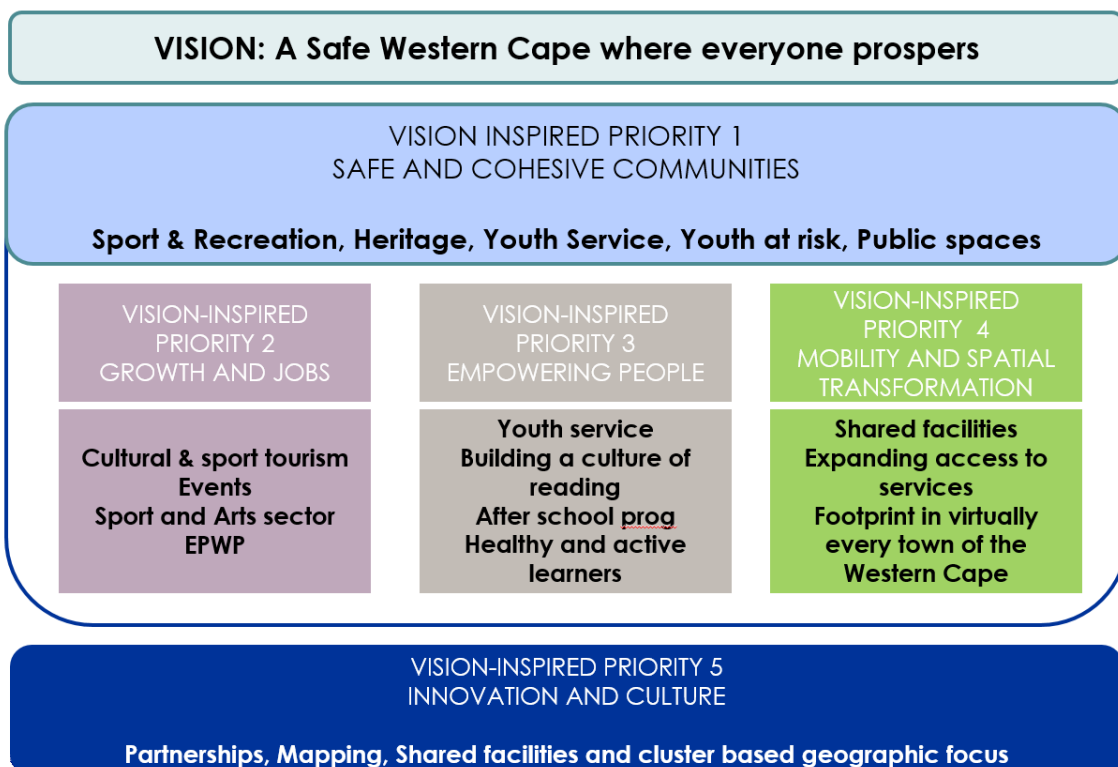 VISION: A Safe Western Cape where everyone prospers
VISION INSPIRED PRIORITY 1
SAFE AND COHESIVE COMMUNITIES
Sport & Recreation, Heritage, Youth Service, Youth at risk, Public spaces
VISION-INSPIRED
PRIORITY 2
GROWTH AND JOBS
Cultural & sport tourism
Events
Sport and Arts sector
EPWP
VISION-INSPIRED
PRIORITY 3
EMPOWERING PEOPLE
Youth service
Building a culture of
reading
After school prog
Healthy and active
learners
VISION-INSPIRED
PRIORITY 4
MOBILITY AND SPATIAL
TRANSFORMATION
Shared facilities
Expanding access to
services
Footprint in virtually
every town of the
Western Cape
VISION-INSPIRED PRIORITY 5
INNOVATION AND CULTURE
Partnerships, Mapping, Shared facilities and cluster based geographic focus